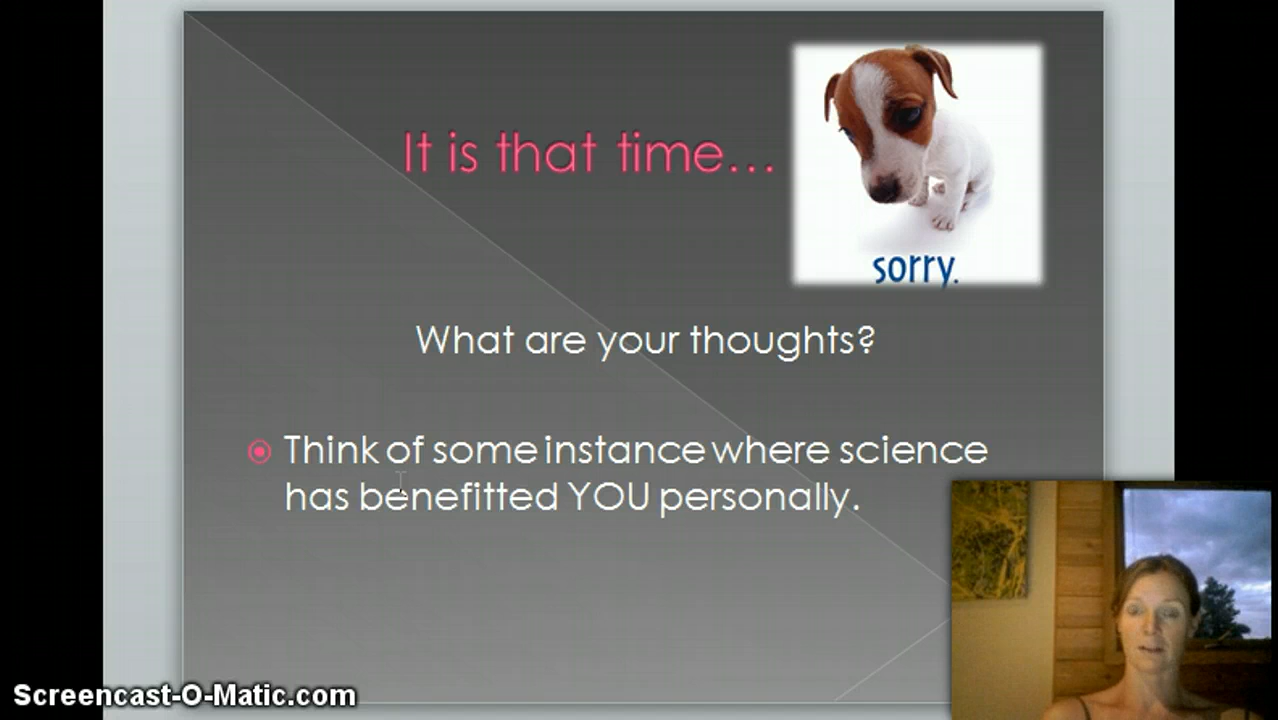 It is that time...
sorry.
What are your thoughts?
Think of some instance where science
has benefitted YOU personally.
Screencast-O-Matic.com